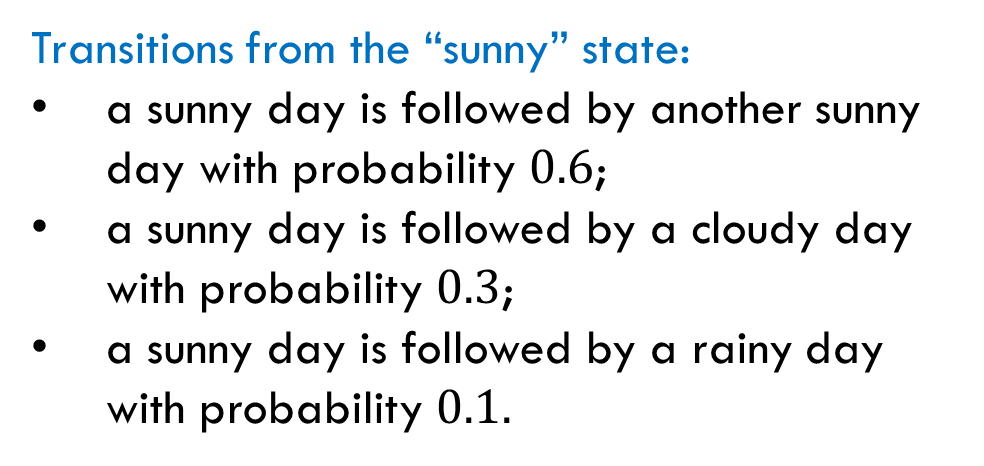 Transitions from the “sunny” state:
• a sunny day is followed by another sunny
day with probability 0.6;
• a sunny day is followed by a cloudy day
with probability 0.3;
• a sunny day is followed by a rainy day
with probability 0.1.